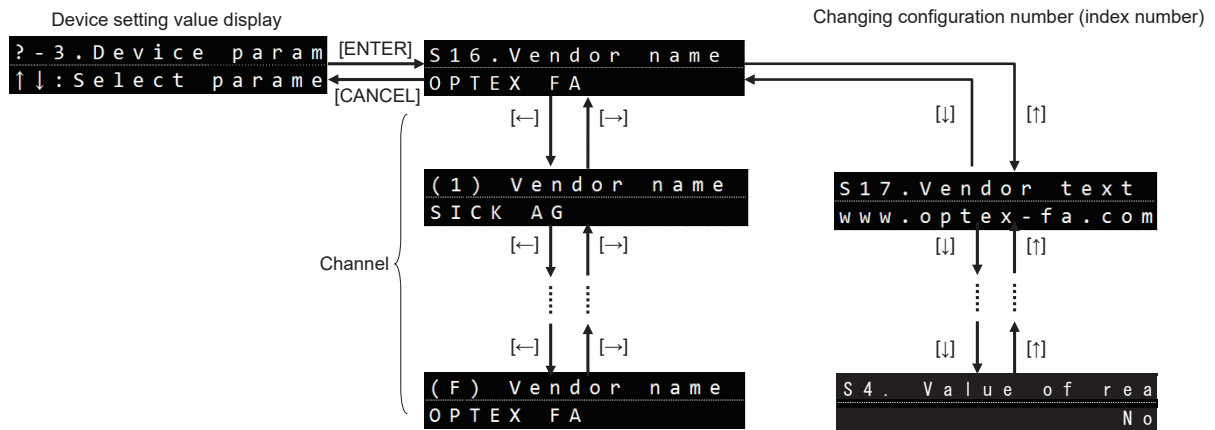 Device setting value display
Changing configuration number (index number)
?-3.Device param
↑↓:Select parame
[ENTER]
[CANCEL]
S16.Vendor name
OPTEX FA
[←]
[→]
[↓]
[↑]
(1) Vendor name
SICK AG
S17.Vendor text
www.optex-fa.com
[←]
[→]
[↓]
[↑]
Channel
[←]
[→]
[↓]
[↑]
(F) Vendor name
OPTEX FA
S4. Value of rea
No